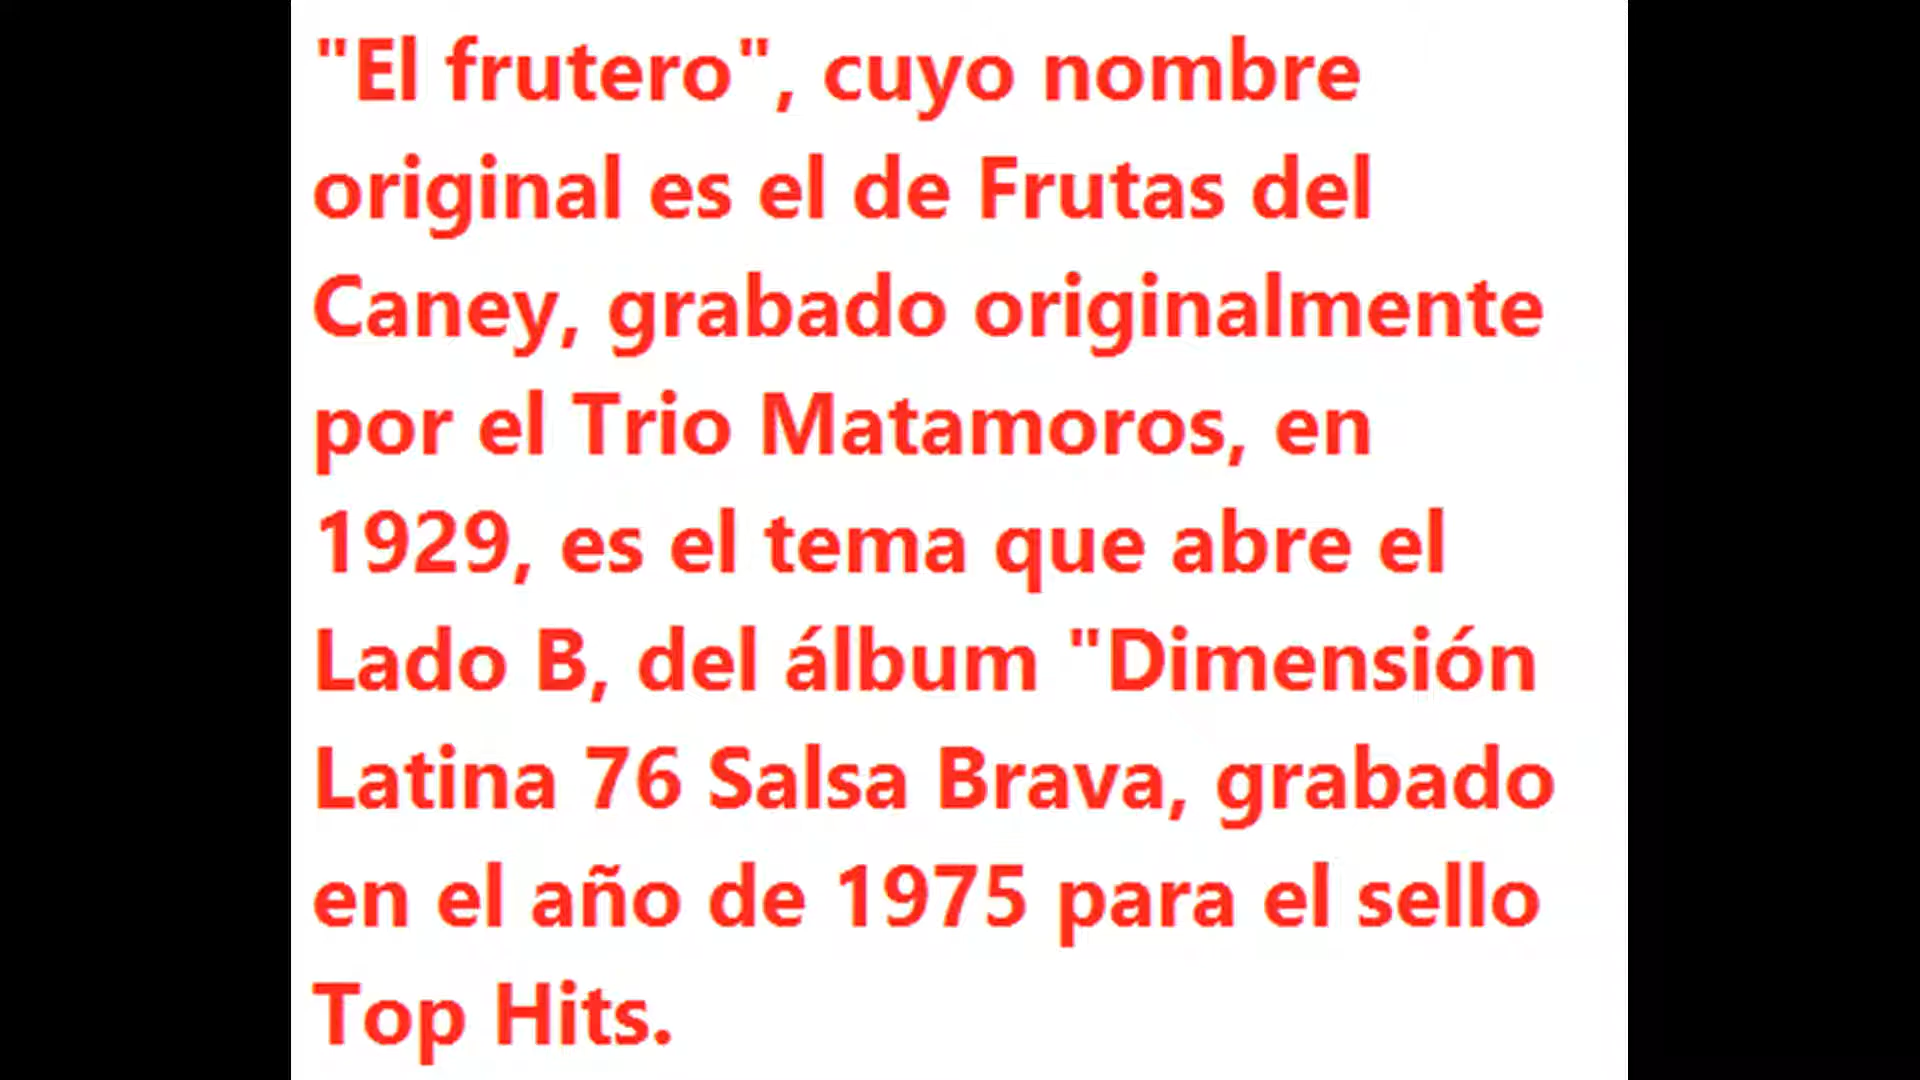 "El frutero", cuyo nombre
original es el de Frutas del
Caney, grabado originalmente
por el Trio Matamoros, en
1929, es el tema que abre el
Lado B, del álbum "Dimensión
Latina 76 Salsa Brava, grabado
en el año de 1975 para el sello
Top Hits.